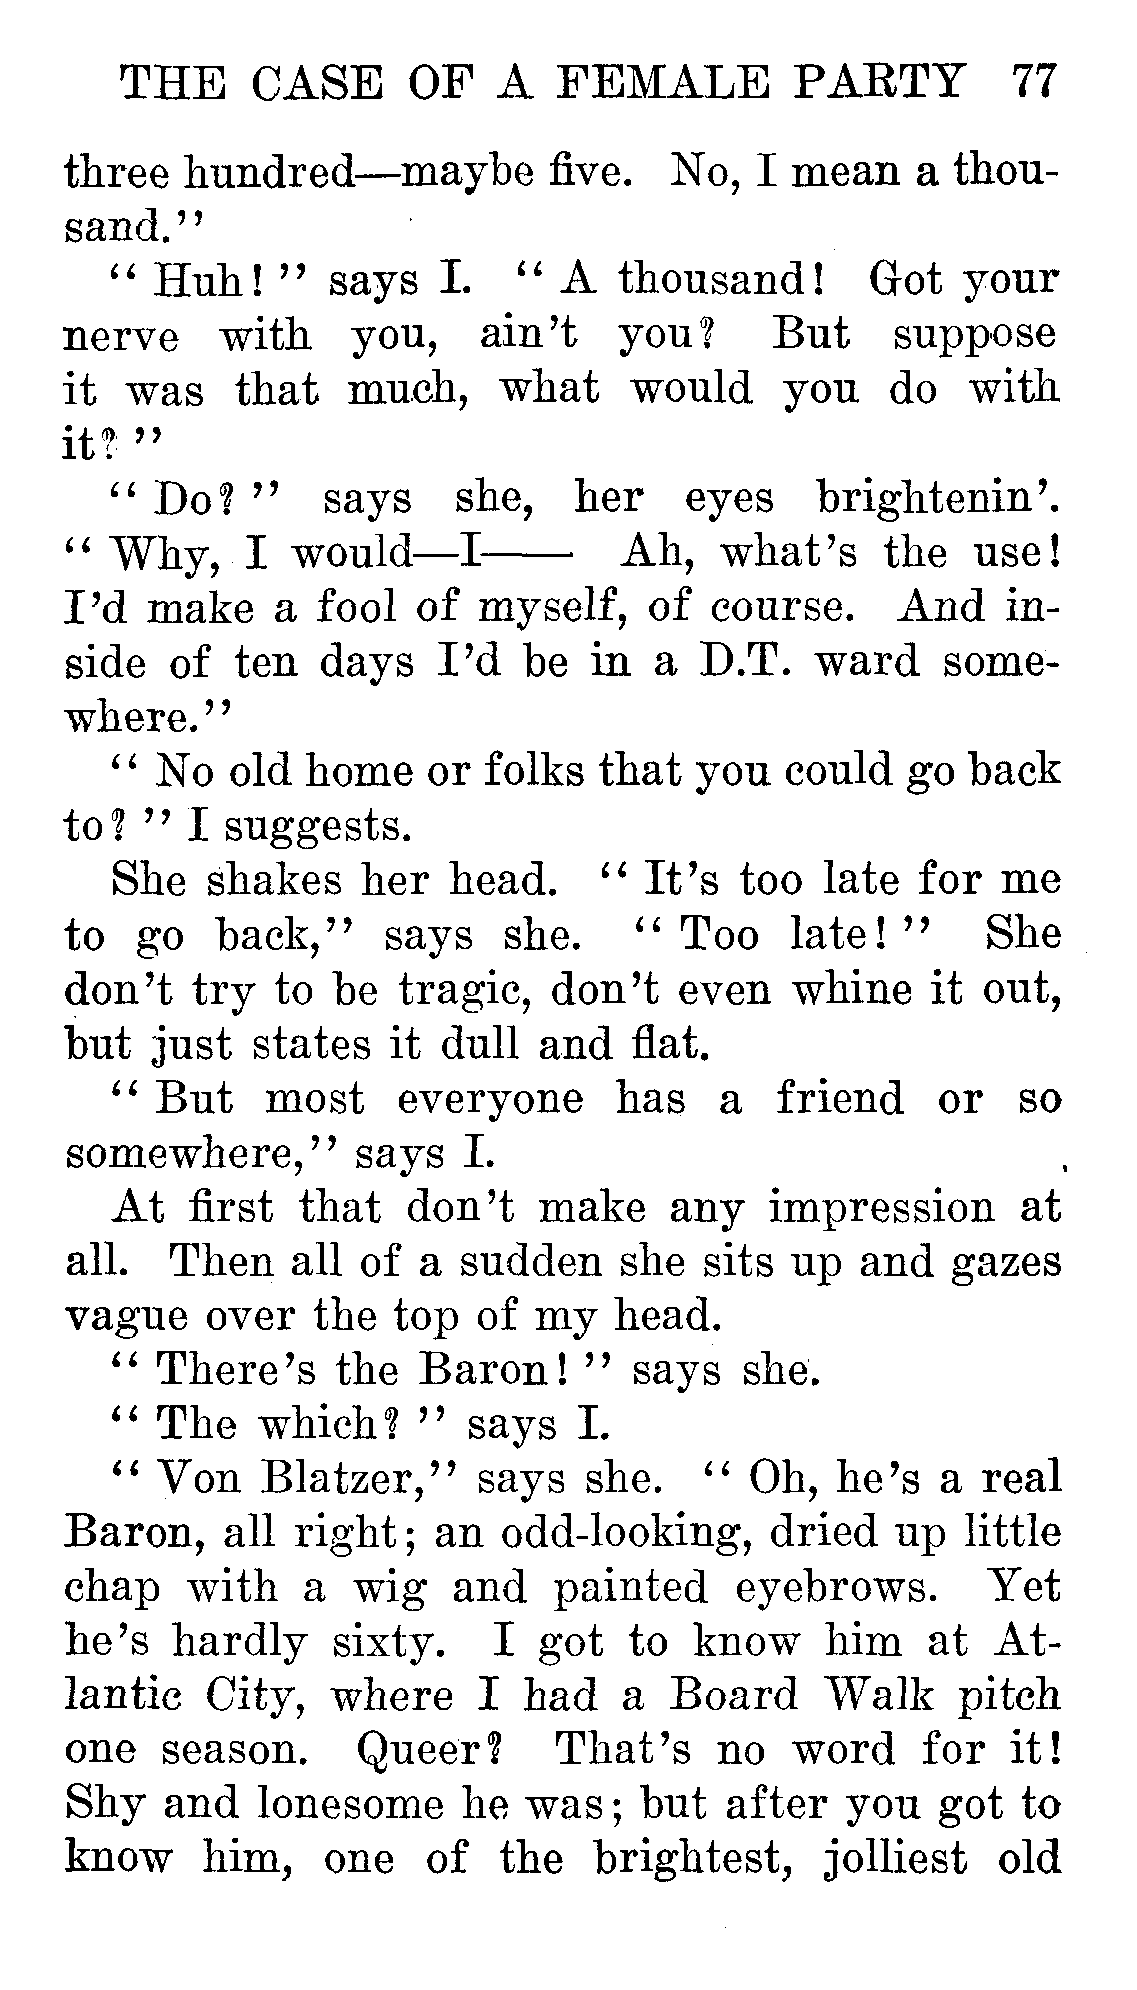 THE CASE OF A FEMALE PARTY 77
three hundred—maybe five. No, I mean a thou-
sand.''
“ Huh! ” says I. “ A thousand! Got your
nerve with you, ain't you? But suppose
it was that much, what would you do with
it? ”
“ Do? ” says she, her eyes brightenin'.
“ Why, I would—I—— Ah, what's the use!
I'd make a fool of myself, of course. And in-
side of ten days I'd be in a D.T. ward some-
where.”
“ No old home or folks that you could go back
to? ” I suggests.
She shakes her head. “ It's too late for me
to go back,” says she. “ Too late! ” She
don't try to be tragic, don't even whine it out,
but just states it dull and flat.
“ But most everyone has a friend or so
somewhere,” says I.
At first that don't make any impression at
all. Then all of a sudden she sits up and gazes
vague over the top of my head.
“ There's the Baron! ” says she.
“ The which? ” says I.
“ Von Blatzer,” says she. “ Oh, he's a real
Baron, all right; an odd-looking, dried up little
chap with a wig and painted eyebrows. Yet
he's hardly sixty. I got to know him at At-
lantic City, where I had a Board Walk pitch
one season. Queer? That's no word for it!
Shy and lonesome he was; but after you got to
know him, one of the brightest, jolliest old